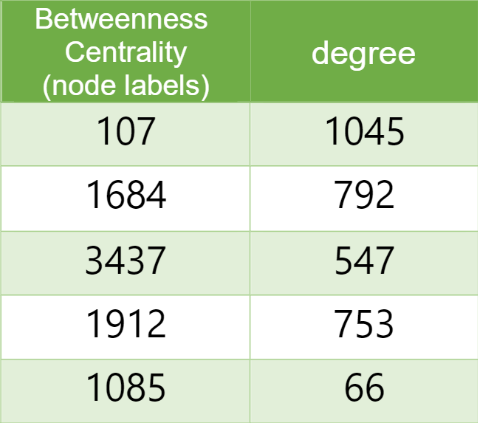 Betweenness
Centrality
(node labels)
degree
107 1045
1684 792
3437 547
1912 753
1085 66